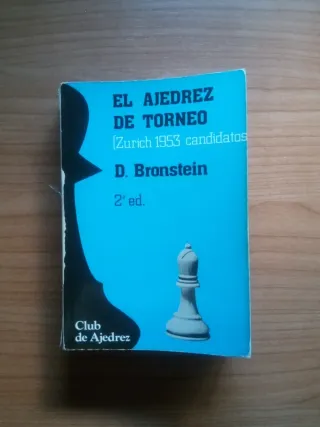 EL AJEDREZ
DE TORNEO
(Zurich 1953 candidatos
D. Bronstein
2ª ed.
Club
de Ajedrez